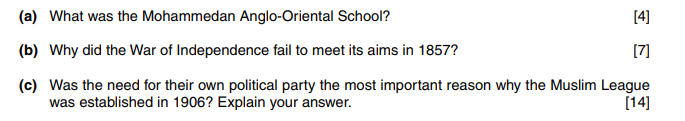 (a) What was the Mohammedan Anglo-Oriental School? [4]
(b) Why did the War of Independence fail to meet its aims in 1857? [7]
(c) Was the need for their own political party the most important reason why the Muslim League
was established in 1906? Explain your answer. [14]